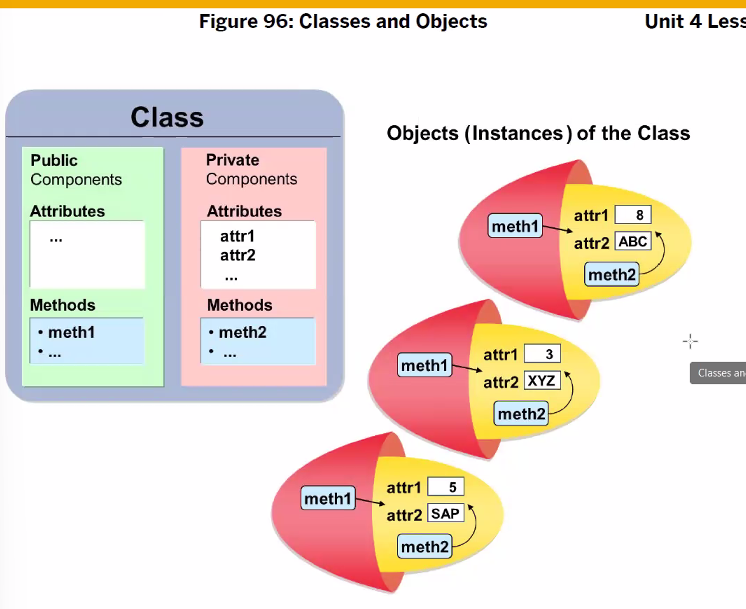 Figure 96: Classes and Objects
Unit 4 Less
Class
Public
Components
Attributes
...
Methods
• meth1
• ...
Private
Components
Attributes
attr1
attr2
...
Methods
• meth2
• ...
Objects (Instances) of the Class
meth1
attr1 8
attr2 ABC
meth2
meth1
attr1 3
attr2 XYZ
meth2
meth1
attr1 5
attr2 SAP
meth2
Classes an